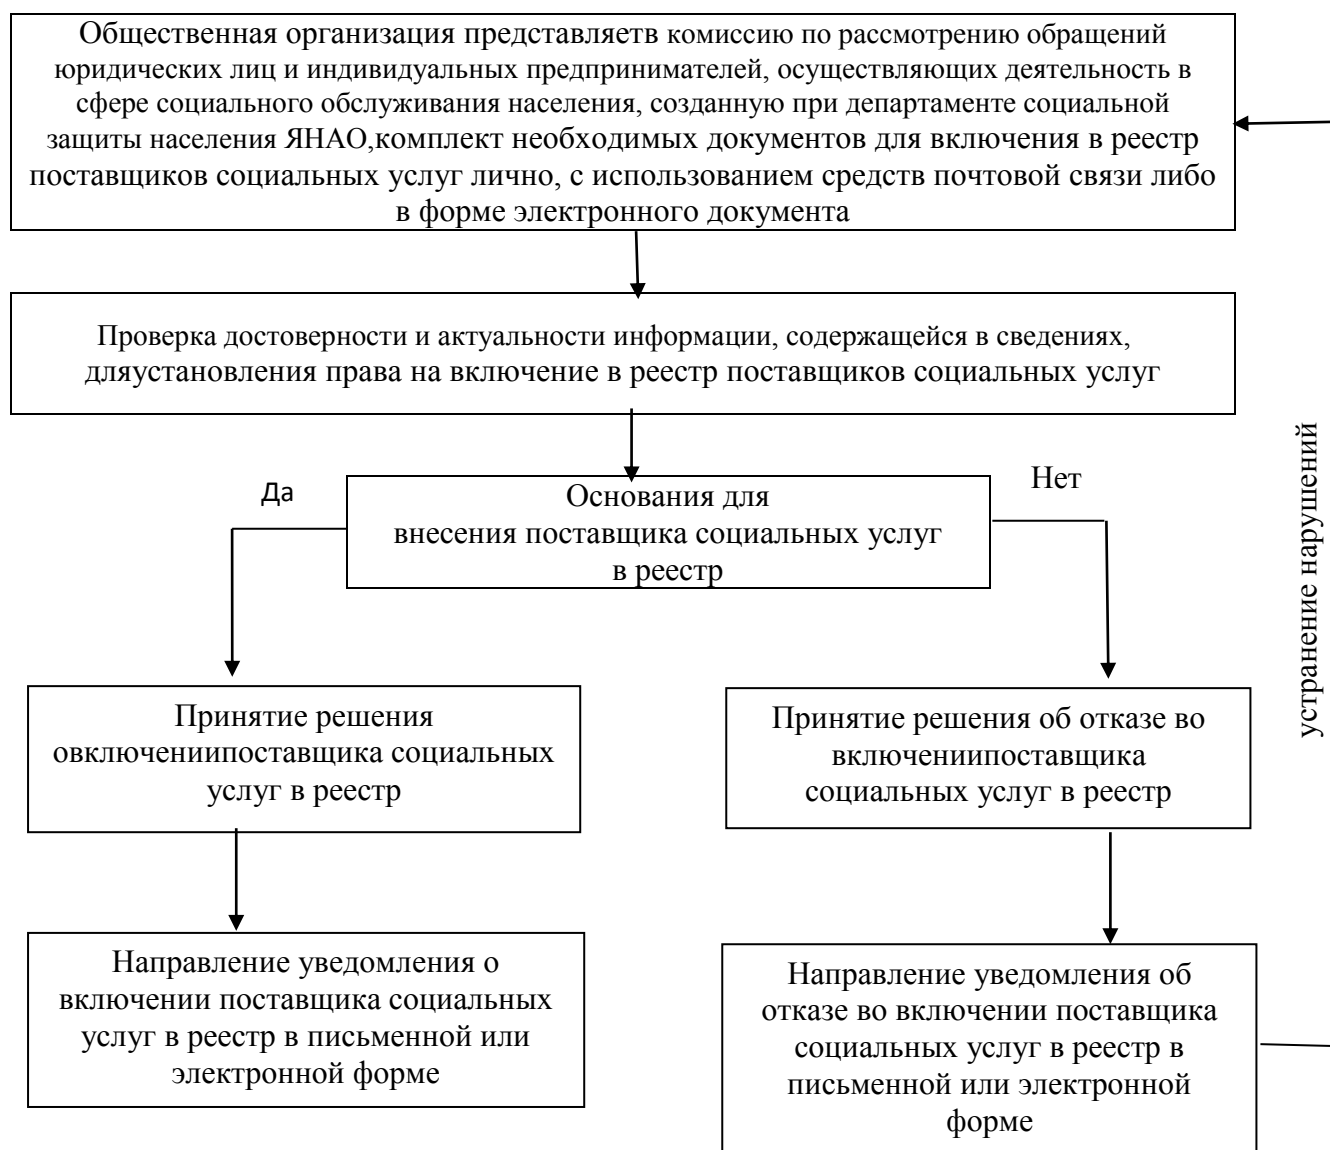 Общественная организация представляетв комиссию по рассмотрению обращений
юридических лиц и индивидуальных предпринимателей, осуществляющих деятельность в
сфере социального обслуживания населения, созданную при департаменте социальной
защиты населения ЯНАО,комплект необходимых документов для включения в реестр
поставщиков социальных услуг лично, с использованием средств почтовой связи либо
в форме электронного документа
Проверка достоверности и актуальности информации, содержащейся в сведениях,
дляустановления права на включение в реестр поставщиков социальных услуг
Да
Основания для
внесения поставщика социальных услуг
в реестр
Нет
устранение нарушений
Принятие решения
овключениипоставщика социальных
услуг в реестр
Принятие решения об отказе во
включениипоставщика
социальных услуг в реестр
Направление уведомления о
включении поставщика социальных
услуг в реестр в письменной или
электронной форме
Направление уведомления об
отказе во включении поставщика
социальных услуг в реестр в
письменной или электронной
форме